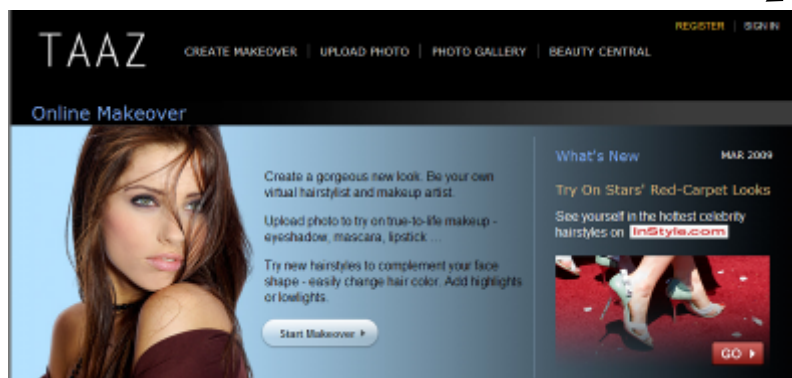 REGISTER | SIGN IN
TAAZ
CREATE MAKEOVER | UPLOAD PHOTO | PHOTO GALLERY | BEAUTY CENTRAL
Online Makeover
Create a gorgeous new look. Be your own
virtual hairstylist and makeup artist.
Upload photo to try on true-to-life makeup -
eyeshadow, mascara, lipstick ...
Try new hairstyles to complement your face
shape - easily change hair color. Add highlights
or lowlights.
Start Makeover
What's New MAR 2009
Try On Stars' Red-Carpet Looks
See yourself in the hottest celebrity
hairstyles on InStyle.com
GO